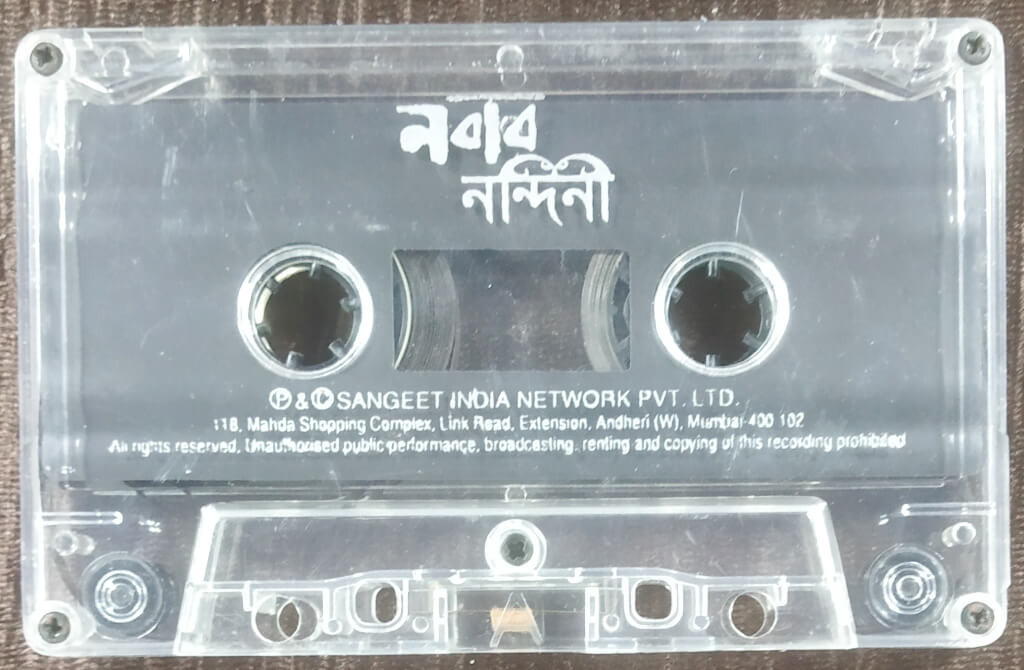 নবাব
নন্দিনী
℗ & © SANGEET INDIA NETWORK PVT. LTD.
118, Mahda Shopping Complex, Link Road, Extension, Andheri (W), Mumbai-400 102
All rights reserved. Unauthorised public performance, broadcasting, renting and copying of this recording prohibited